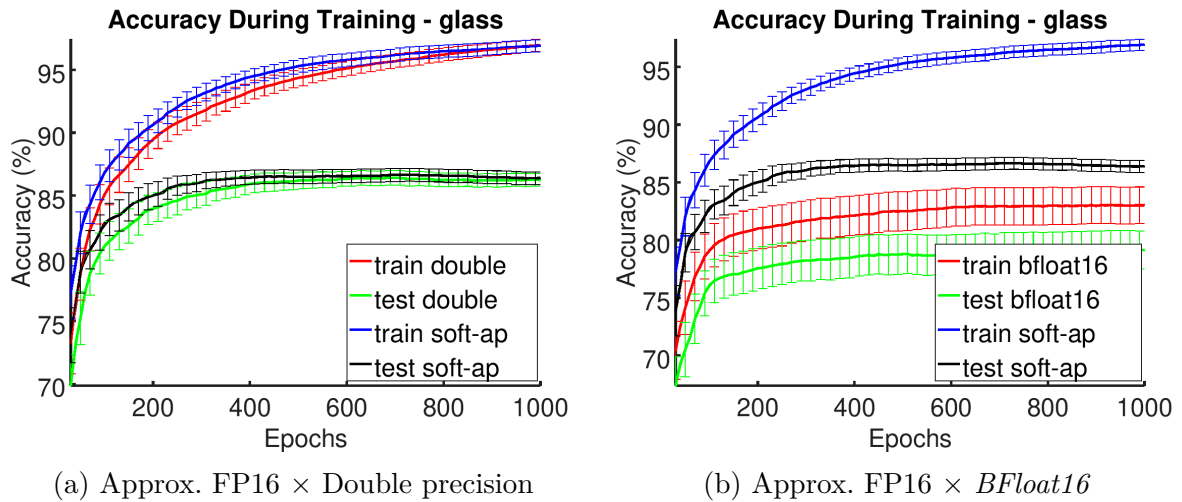 Accuracy During Training - glass
Accuracy (%)
95
90
85
80
75
70
200
400
600
800
1000
Epochs
train double
test double
train soft-ap
test soft-ap
(a) Approx. FP16 × Double precision
Accuracy During Training - glass
Accuracy (%)
95
90
85
80
75
70
200
400
600
800
1000
Epochs
train bfloat16
test bfloat16
train soft-ap
test soft-ap
(b) Approx. FP16 × BFloat16